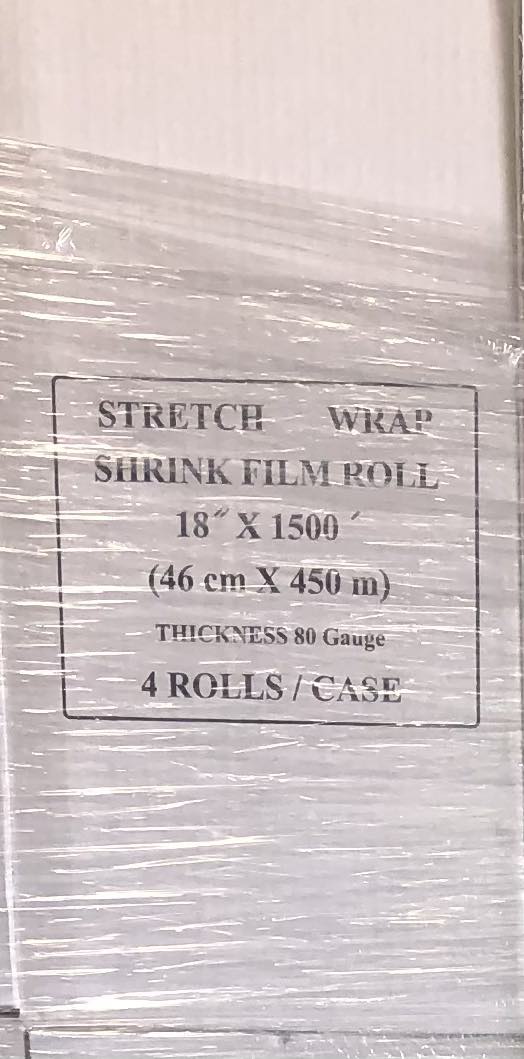 STRETCH WRAP
SHRINK FILM ROLL
18″ X 1500 ′
(46 cm X 450 m)
THICKNESS 80 Gauge
4 ROLLS / CASE